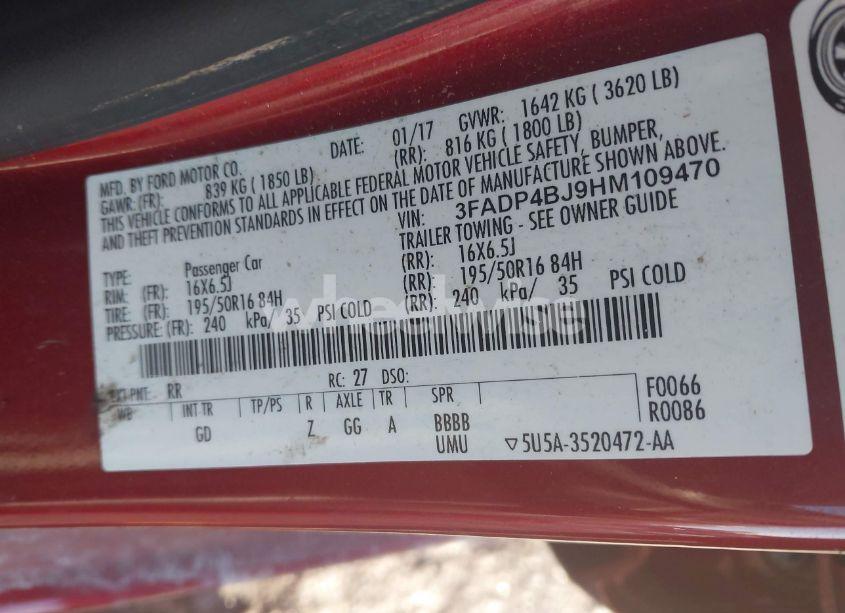 MFD. BY FORD MOTOR CO. DATE: 01/17 GVWR: 1642 KG ( 3620 LB)
GAWR: (FR): 839 KG ( 1850 LB) (RR): 816 KG ( 1800 LB)
THIS VEHICLE CONFORMS TO ALL APPLICABLE FEDERAL MOTOR VEHICLE SAFETY, BUMPER,
AND THEFT PREVENTION STANDARDS IN EFFECT ON THE DATE OF MANUFACTURE SHOWN ABOVE.
VIN: 3FADP4BJ9HM109470
TRAILER TOWING - SEE OWNER GUIDE
TYPE: Passenger Car
RIM: (FR): 16X6.5J (RR): 16X6.5J
TIRE: (FR): 195/50R16 84H (RR): 195/50R16 84H
PRESSURE: (FR): 240 kPa/ 35 PSI COLD (RR): 240 kPa/ 35 PSI COLD
wheelwise
EXT PNT: RR RC: 27 DSO:
WB INT TR TP/PS R AXLE TR SPR F0066
GD Z GG A BBBB R0086
UMU 5U5A-3520472-AA